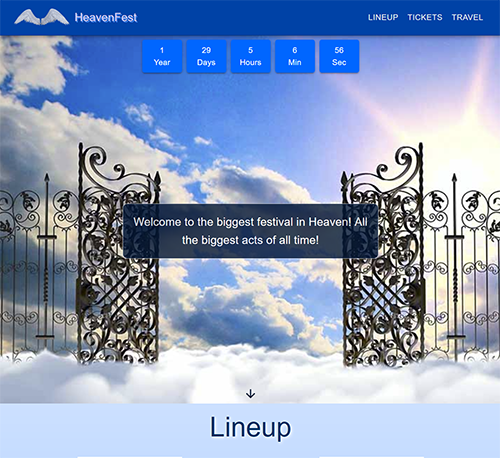 HeavenFest
LINEUP TICKETS TRAVEL
1 29 5 6 56
Year Days Hours Min Sec
Welcome to the biggest festival in Heaven! All
the biggest acts of all time!
Lineup